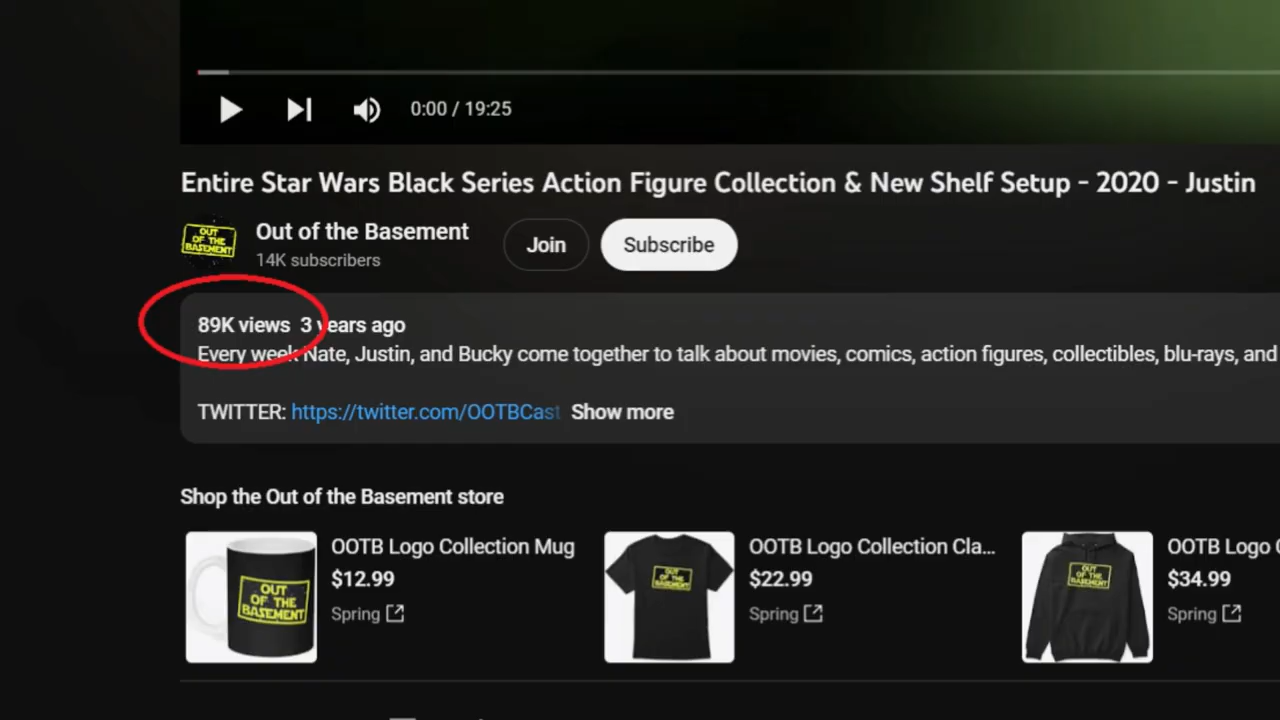 0:00 / 19:25
Entire Star Wars Black Series Action Figure Collection & New Shelf Setup - 2020 - Justin
OUT
OF THE
BASEMENT
Out of the Basement
14K subscribers
Join
Subscribe
89K views 3 years ago
Every week Nate, Justin, and Bucky come together to talk about movies, comics, action figures, collectibles, blu-rays, and
TWITTER: https://twitter.com/OOTBCast Show more
Shop the Out of the Basement store
OUT
OF THE
BASEMENT
OOTB Logo Collection Mug
$12.99
Spring
OUT
OF THE
BASEMENT
OOTB Logo Collection Cla...
$22.99
Spring
OUT
OF THE
BASEMENT
OOTB Logo
$34.99
Spring